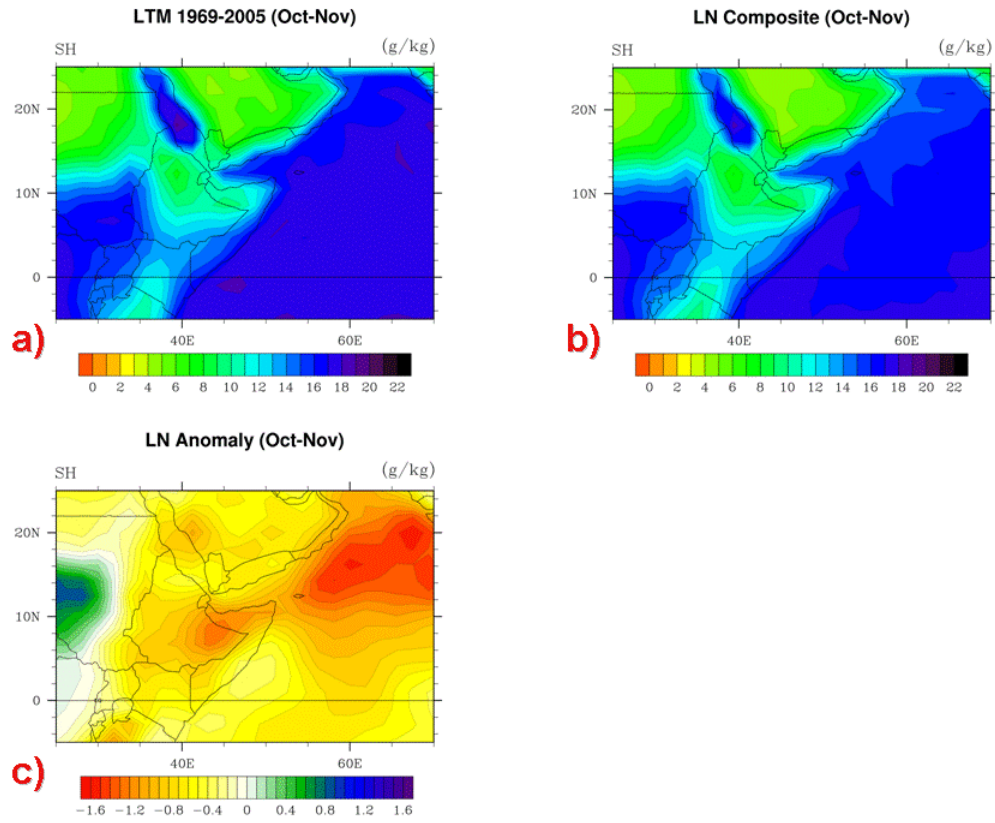 LTM 1969-2005 (Oct-Nov)
SH (g/kg)
20N
10N
0
40E 60E
a)
0 2 4 6 8 10 12 14 16 18 20 22
LN Composite (Oct-Nov)
SH (g/kg)
20N
10N
0
40E 60E
b)
0 2 4 6 8 10 12 14 16 18 20 22
LN Anomaly (Oct-Nov)
SH (g/kg)
20N
10N
0
40E 60E
c)
−1.6 −1.2 −0.8 −0.4 0 0.4 0.8 1.2 1.6